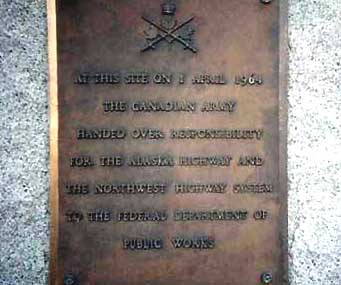 AT THIS SITE ON 1 APRIL 1964
THE CANADIAN ARMY
HANDED OVER RESPONSIBILITY
FOR THE ALASKA HIGHWAY AND
THE NORTHWEST HIGHWAY SYSTEM
TO THE FEDERAL DEPARTMENT OF
PUBLIC WORKS